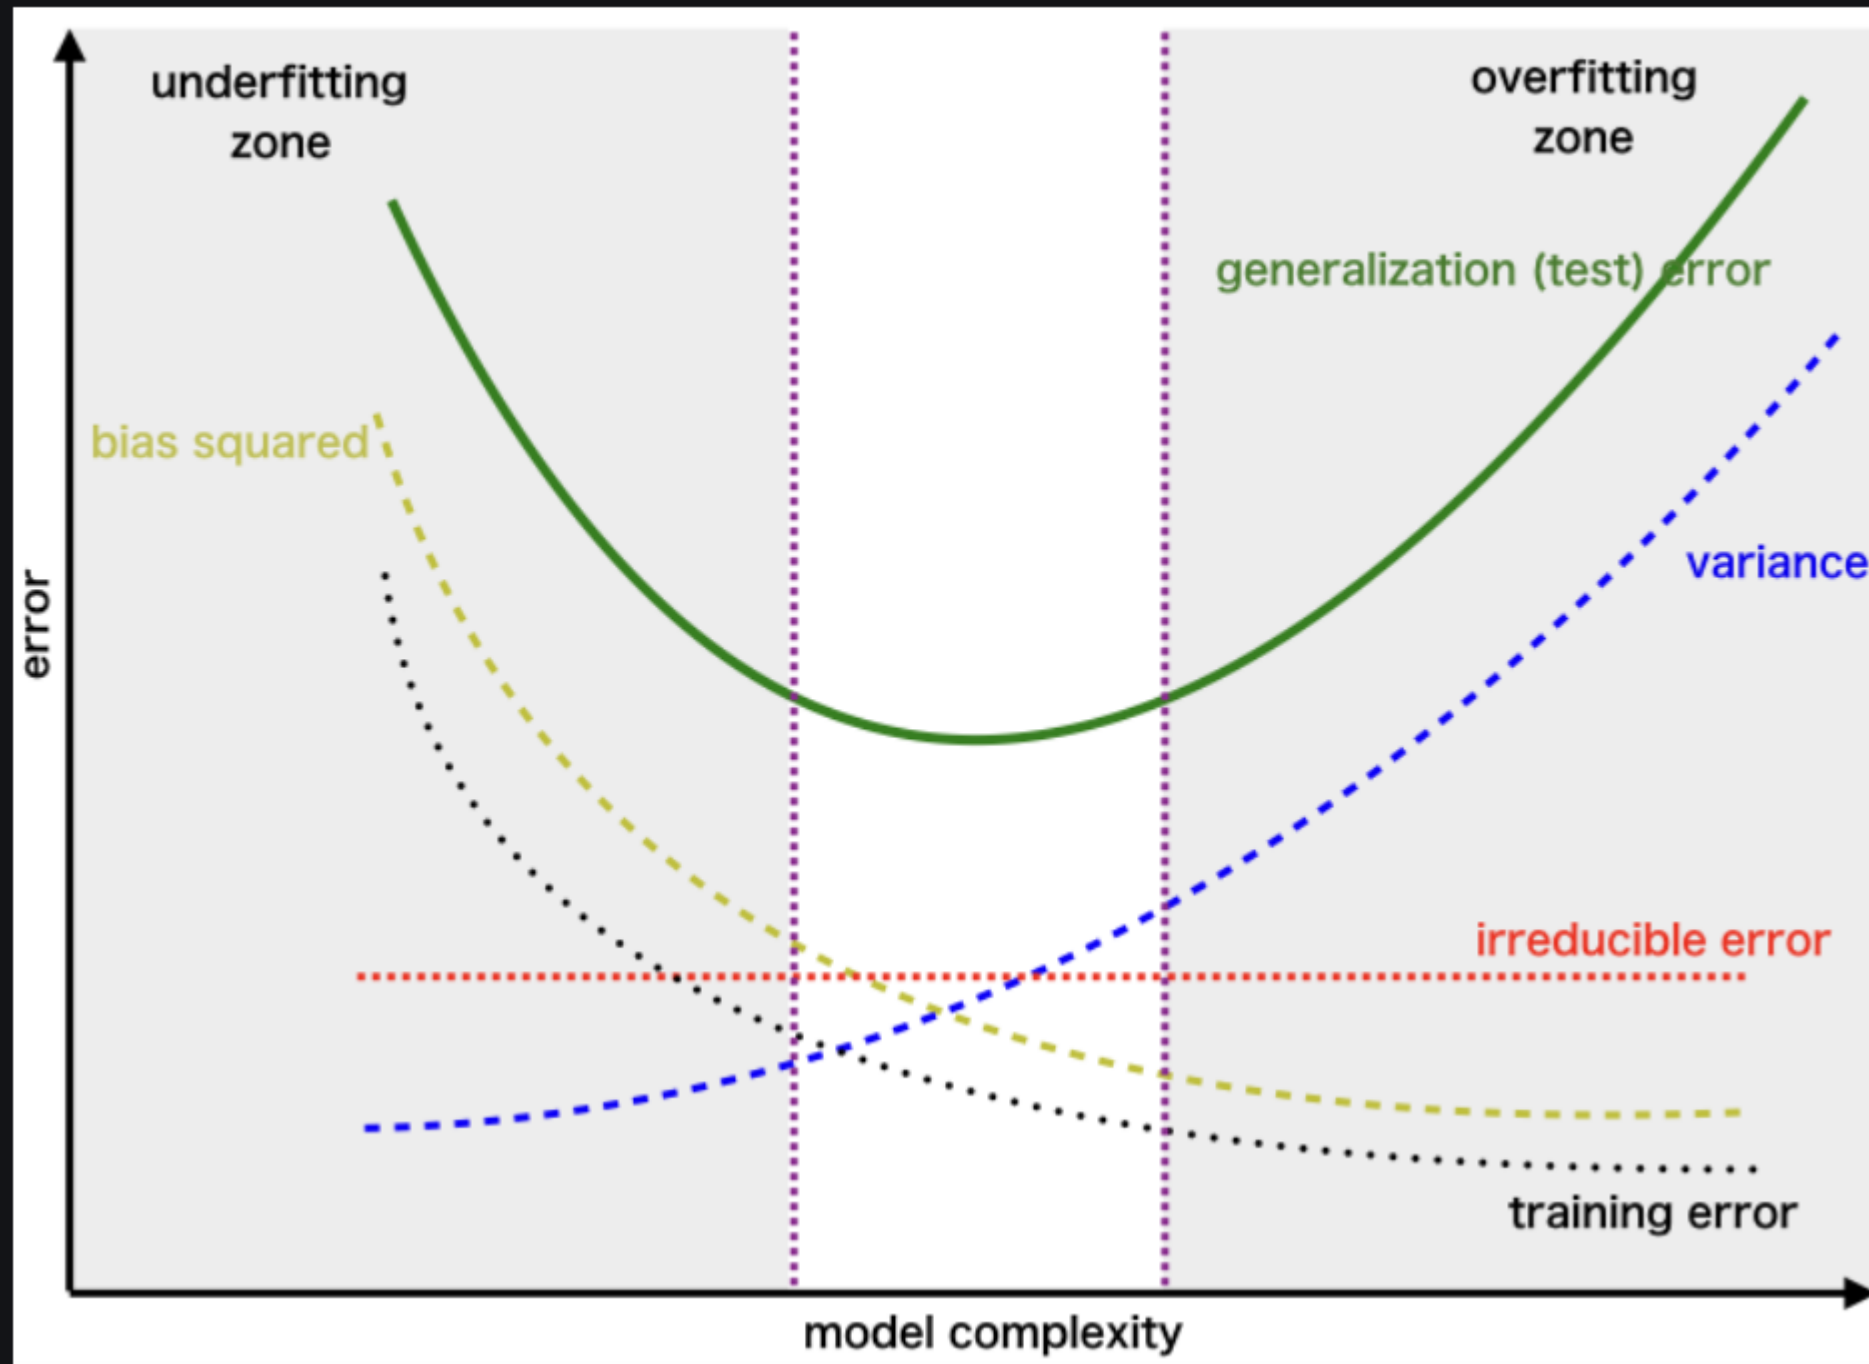 underfitting
zone
overfitting
zone
generalization (test) error
bias squared
variance
error
irreducible error
training error
model complexity